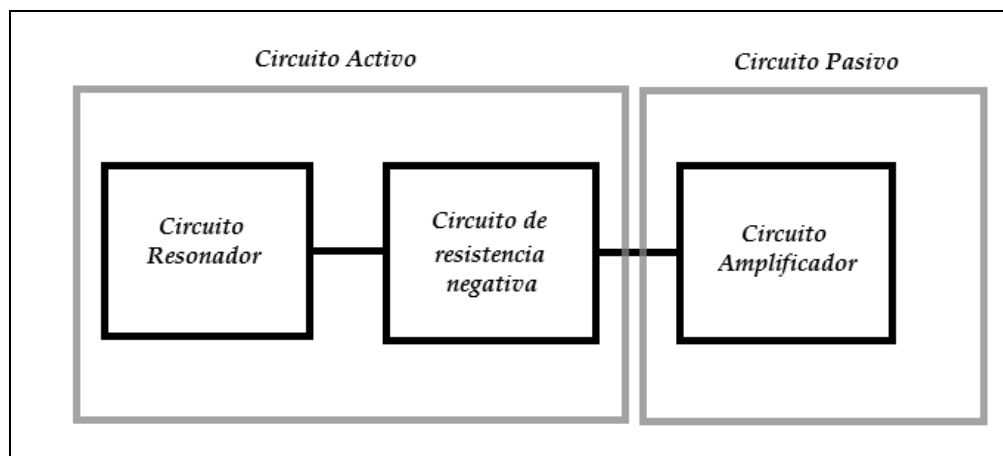 Circuito Activo
Circuito Pasivo
Circuito
Resonador
Circuito de
resistencia
negativa
Circuito
Amplificador